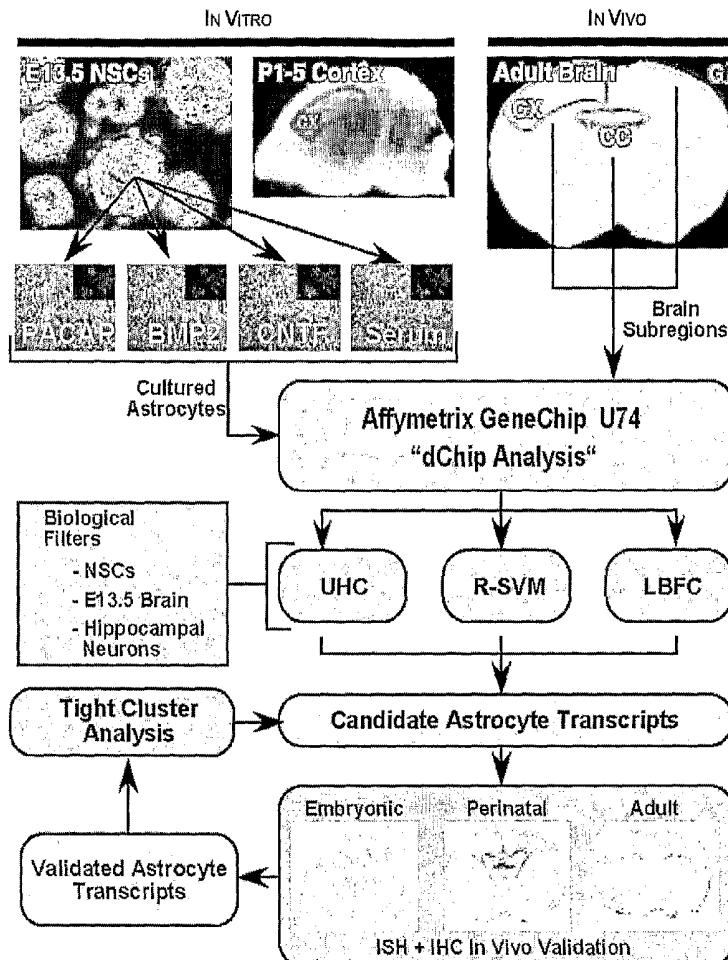 IN VITRO
IN VIVO
E13.5 NSCs
P1-5 Cortex
Adult Brain
CX
CX
CC
PACAP
BMP2
CNTF
Serum
Brain
Subregions
Cultured
Astrocytes
Affymetrix GeneChip U74
"dChip Analysis"
Biological
Filters
- NSCs
- E13.5 Brain
- Hippocampal
Neurons
UHC
R-SVM
LBFC
Tight Cluster
Analysis
Candidate Astrocyte Transcripts
Embryonic
Perinatal
Adult
Validated Astrocyte
Transcripts
ISH + IHC In Vivo Validation